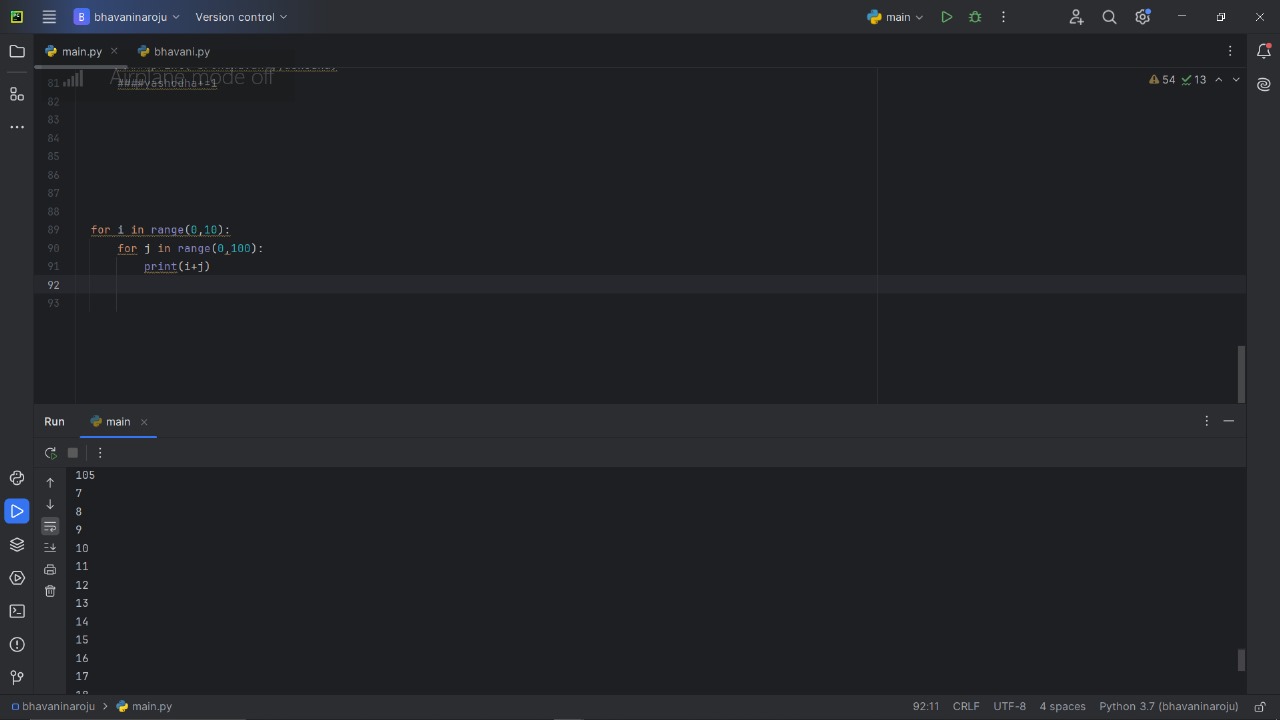 B bhavaninaroju Version control main
main.py bhavani.py
Airplane mode off
81 ####yashodha+=1 54 13
82
83
84
85
86
87
88
89 for i in range(0,10):
90 for j in range(0,100):
91 print(i+j)
92
93
Run main
105
7
8
9
10
11
12
13
14
15
16
17
18
bhavaninaroju > main.py 92:11 CRLF UTF-8 4 spaces Python 3.7 (bhavaninaroju)